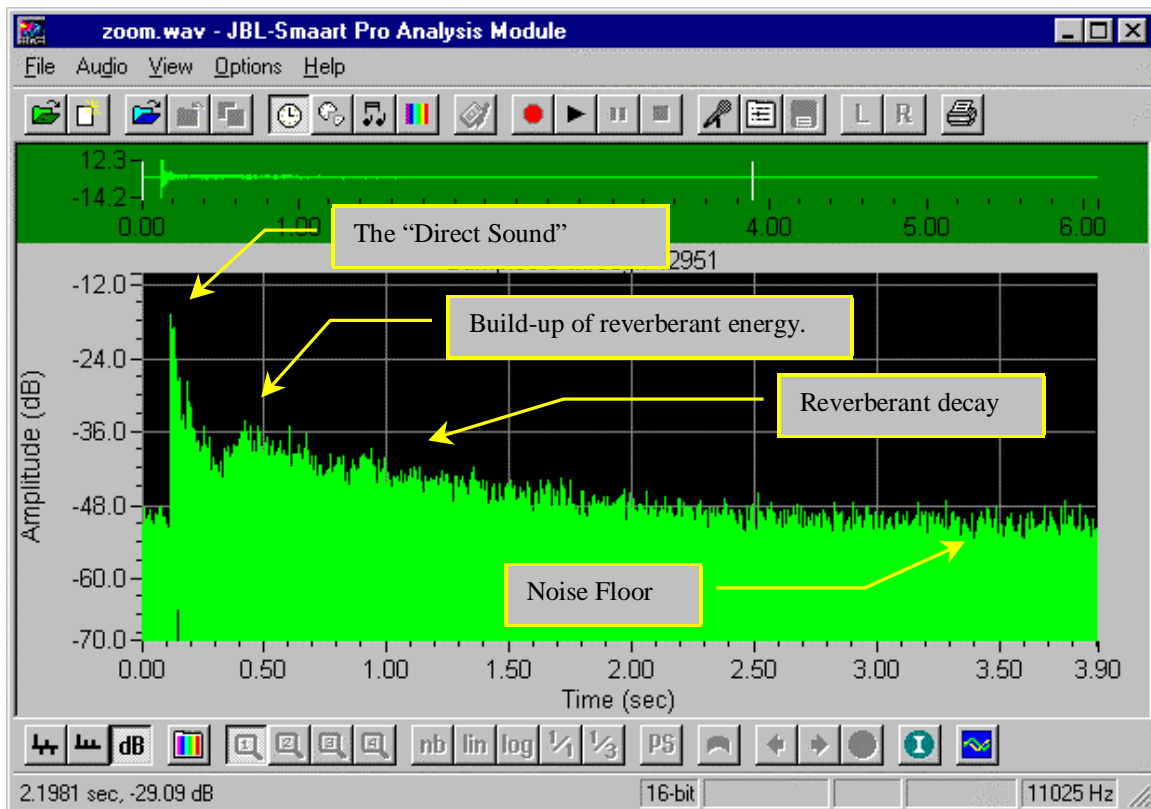 zoom.wav - JBL-Smaart Pro Analysis Module
File Audio View Options Help
L R
12.3
-14.2
0.00 1.00 4.00 5.00 6.00
The “Direct Sound”
2951
-12.0
Build-up of reverberant energy.
-24.0
Reverberant decay
-36.0
Amplitude (dB)
-48.0
-60.0
Noise Floor
-70.0
0.00 0.50 1.00 1.50 2.00 2.50 3.00 3.50 3.90
Time (sec)
dB 1 2 3 4 nb lin log 1/1 1/3 PS I
2.1981 sec, -29.09 dB 16-bit 11025 Hz